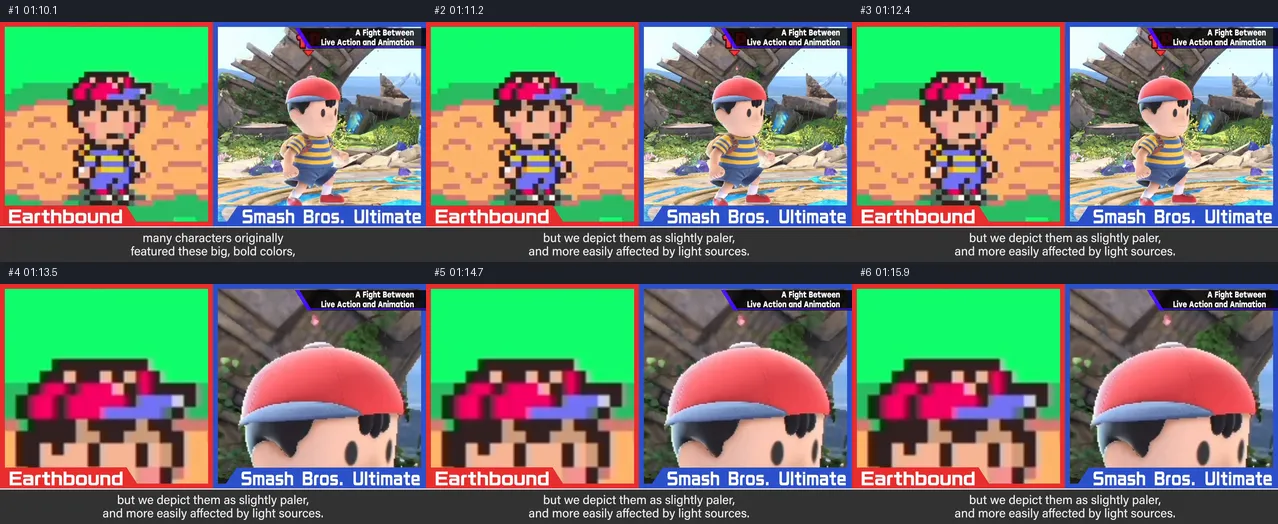 #1 01:10.1
A Fight Between
Live Action and Animation
Earthbound
Smash Bros. Ultimate
many characters originally
featured these big, bold colors,
#2 01:11.2
A Fight Between
Live Action and Animation
Earthbound
Smash Bros. Ultimate
but we depict them as slightly paler,
and more easily affected by light sources.
#3 01:12.4
A Fight Between
Live Action and Animation
Earthbound
Smash Bros. Ultimate
but we depict them as slightly paler,
and more easily affected by light sources.
#4 01:13.5
A Fight Between
Live Action and Animation
Earthbound
Smash Bros. Ultimate
but we depict them as slightly paler,
and more easily affected by light sources.
#5 01:14.7
A Fight Between
Live Action and Animation
Earthbound
Smash Bros. Ultimate
but we depict them as slightly paler,
and more easily affected by light sources.
#6 01:15.9
A Fight Between
Live Action and Animation
Earthbound
Smash Bros. Ultimate
but we depict them as slightly paler,
and more easily affected by light sources.